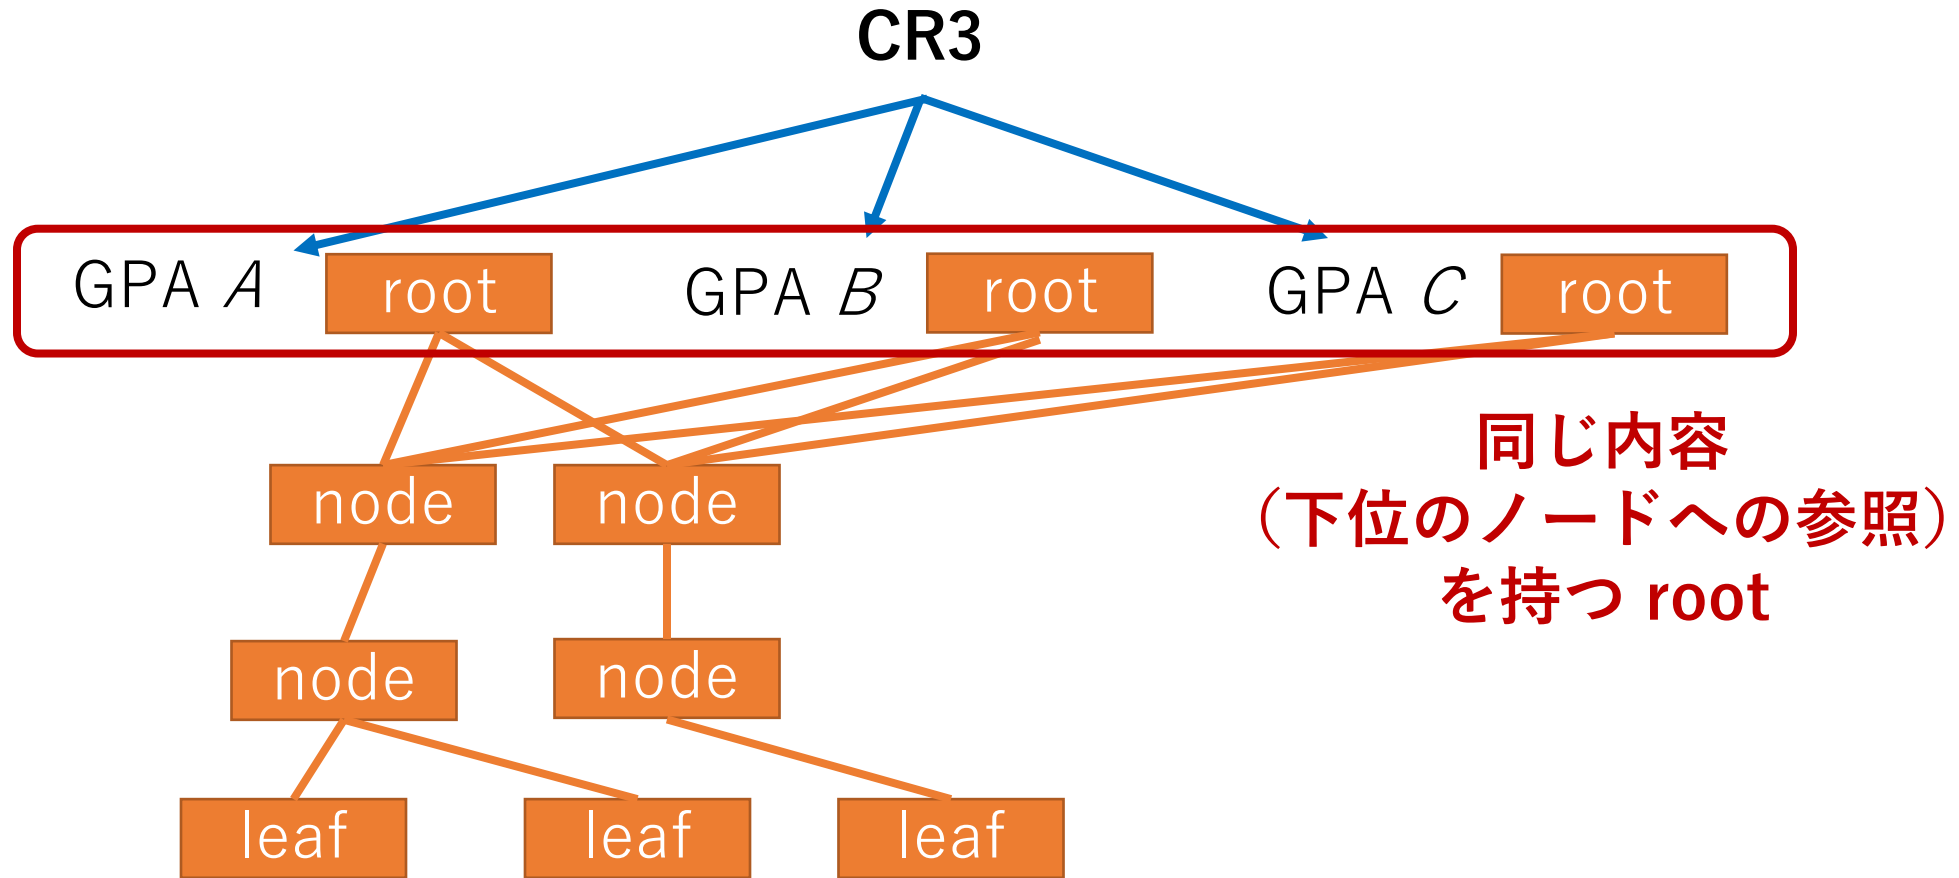 CR3
GPA A root GPA B root GPA C root
同じ内容
（下位のノードへの参照）
を持つ root
node node
node node
leaf leaf leaf